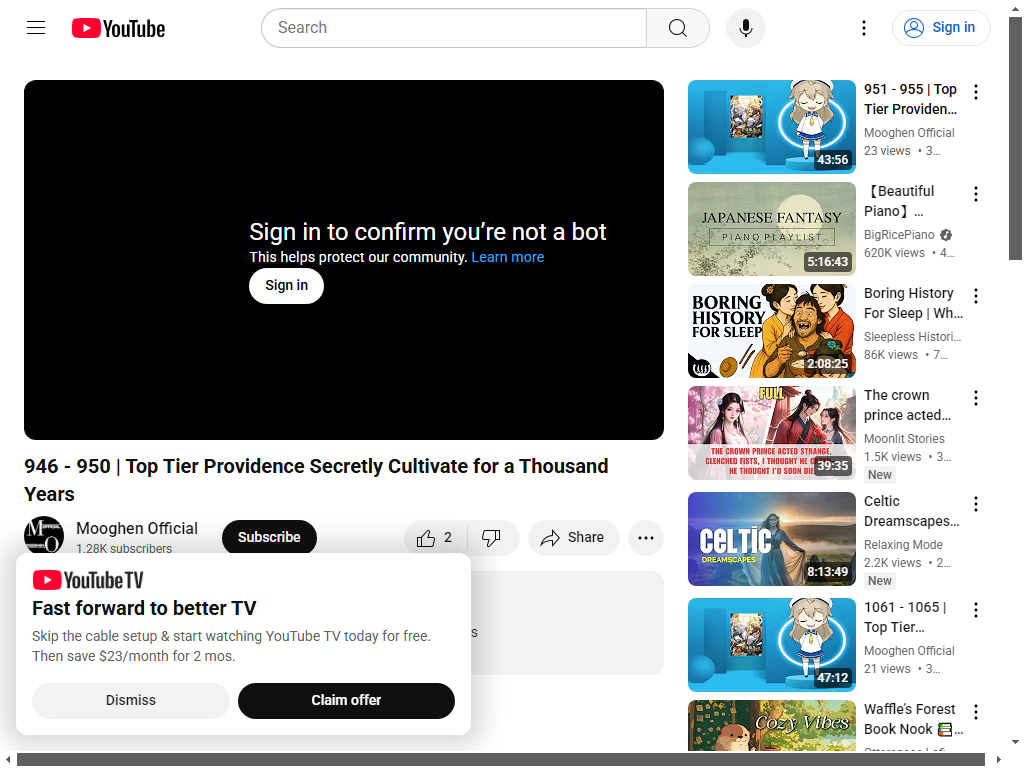 YouTube
Search
Sign in
Sign in to confirm you’re not a bot
This helps protect our community. Learn more
Sign in
946 - 950 | Top Tier Providence Secretly Cultivate for a Thousand
Years
Mooghen Official
1.28K subscribers
Subscribe
2
Share
YouTube TV
Fast forward to better TV
Skip the cable setup & start watching YouTube TV today for free.
Then save $23/month for 2 mos.
Dismiss
Claim offer
43:56
951 - 955 | Top
Tier Providen...
Mooghen Official
23 views • 3...
JAPANESE FANTASY
PIANO PLAYLIST
5:16:43
【Beautiful
Piano】...
BigRicePiano
620K views • 4...
BORING
HISTORY
FOR SLEEP
2:08:25
Boring History
For Sleep | Wh...
Sleepless Histori...
86K views • 7...
FULL
THE CROWN PRINCE ACTED STRANGE,
CLENCHED FISTS, I THOUGHT HE
HE THOUGHT I'D SOON DIE
39:35
The crown
prince acted...
Moonlit Stories
1.5K views • 3...
New
CELTIC
DREAMSCAPES
8:13:49
Celtic
Dreamscapes...
Relaxing Mode
2.2K views • 2...
New
47:12
1061 - 1065 |
Top Tier...
Mooghen Official
21 views • 3...
Cozy Vibes
Waffle’s Forest
Book Nook 📚...